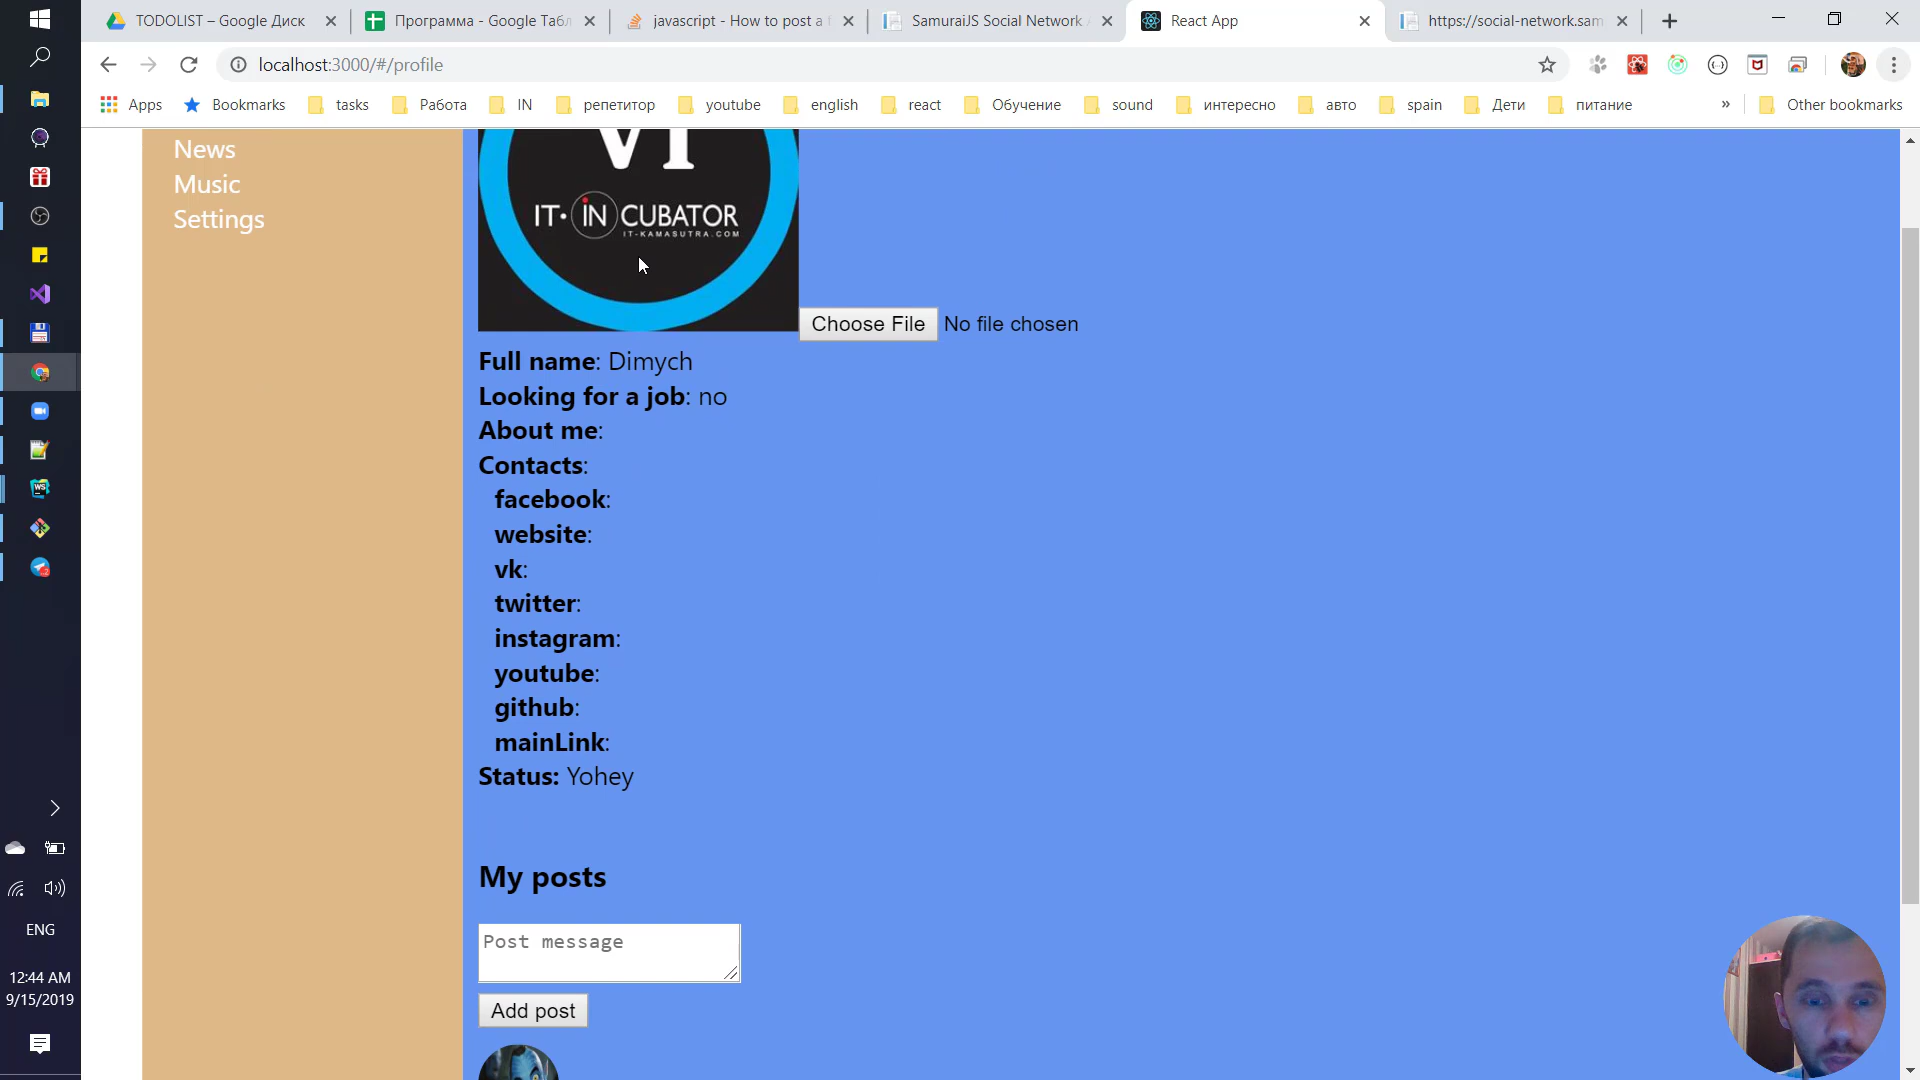 TODOLIST – Google Диск
Программа - Google Табл
javascript - How to post a f
SamuraiJS Social Network A
React App
https://social-network.sam
localhost:3000/#/profile
Apps
Bookmarks
tasks
Работа
IN
репетитор
youtube
english
react
Обучение
sound
интересно
авто
spain
Дети
питание
»
Other bookmarks
News
Music
Settings
VI
IT·INCUBATOR
IT-KAMASUTRA.COM
Choose File No file chosen
Full name: Dimych
Looking for a job: no
About me:
Contacts:
facebook:
website:
vk:
twitter:
instagram:
youtube:
github:
mainLink:
Status: Yohey
My posts
Post message
Add post
WS
ENG
12:44 AM
9/15/2019